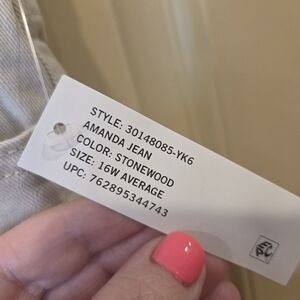 STYLE: 30148085-YK6
AMANDA JEAN
COLOR: STONEWOOD
SIZE: 16W AVERAGE
UPC: 762895344743